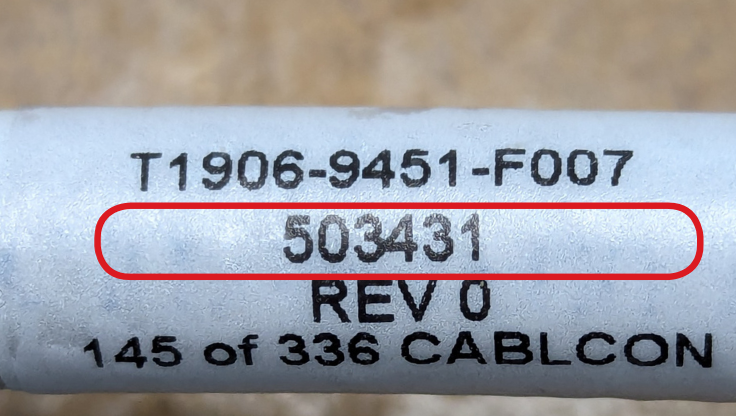 T1906-9451-F007
503431
REV 0
145 of 336 CABLCON